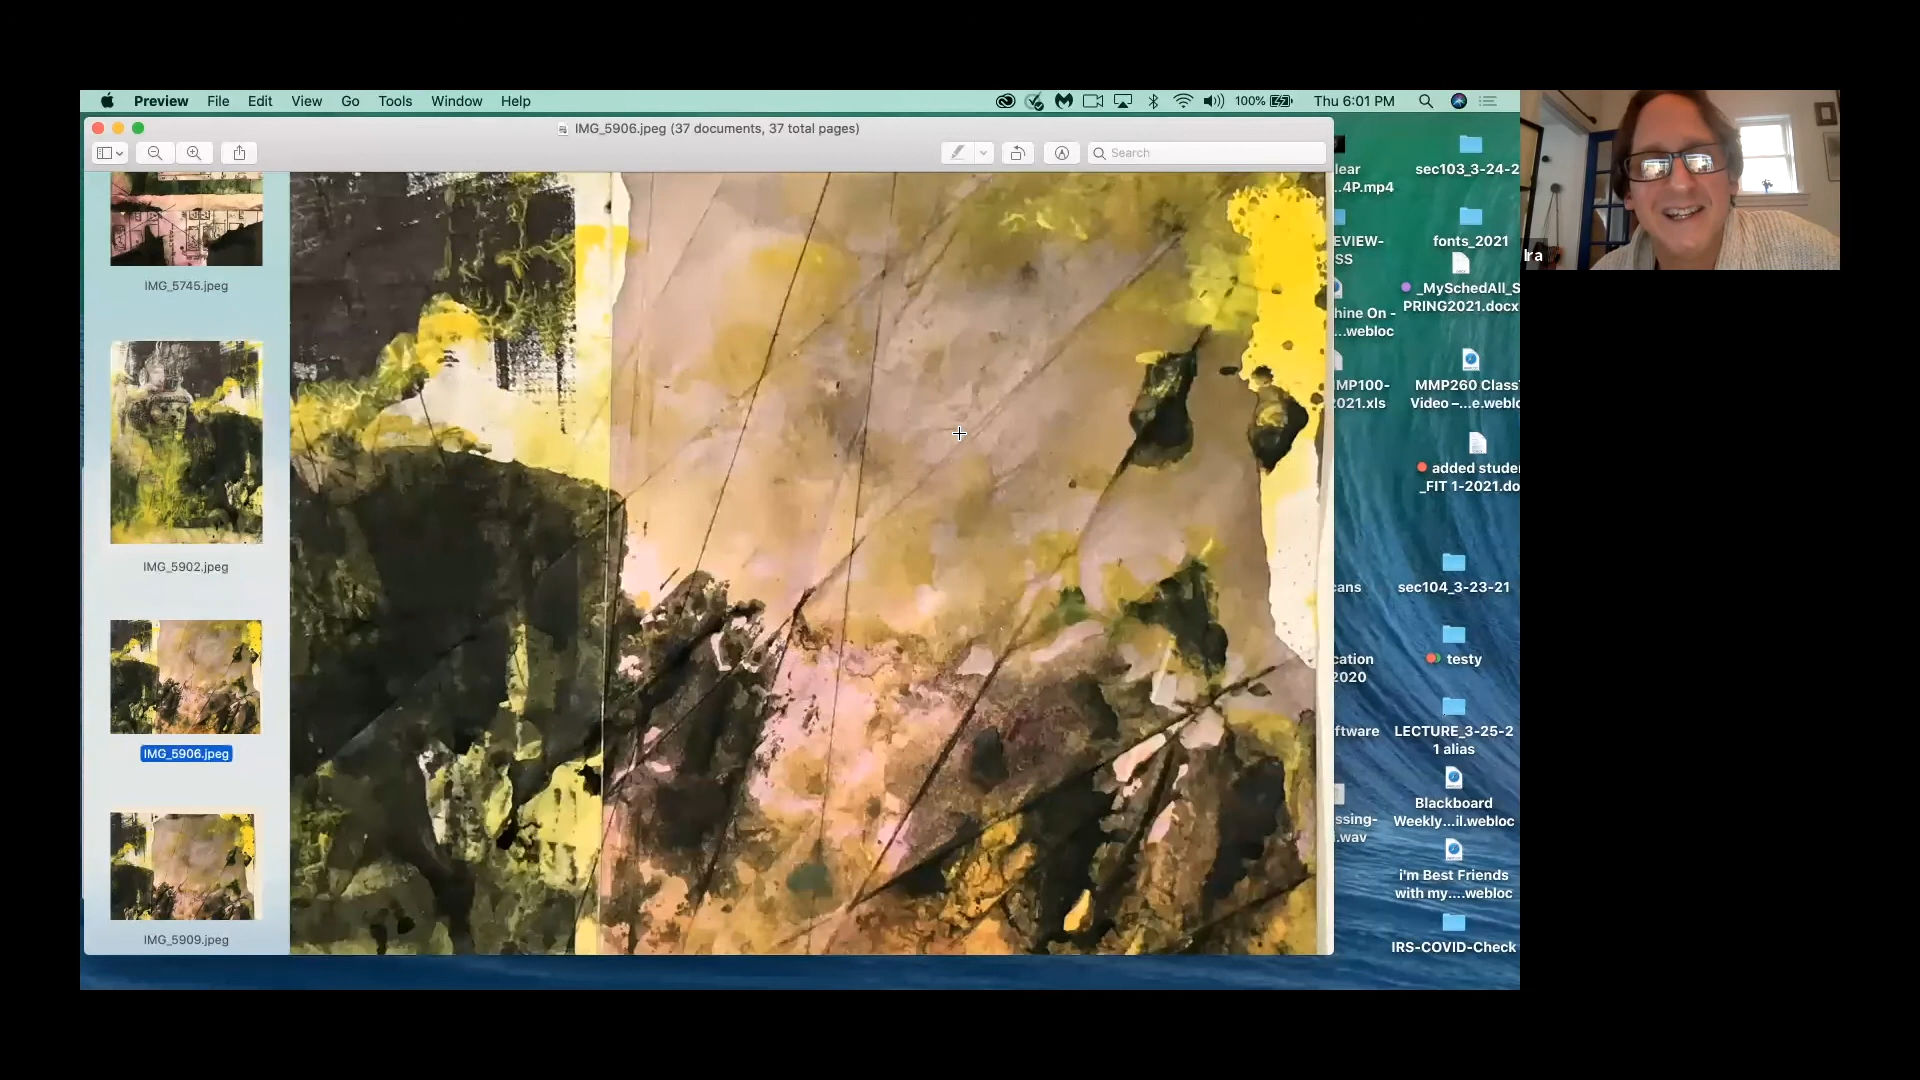 Preview File Edit View Go Tools Window Help
100% Thu 6:01 PM
IMG_5906.jpeg (37 documents, 37 total pages)
Search
IMG_5745.jpeg
IMG_5902.jpeg
IMG_5906.jpeg
IMG_5909.jpeg
lear
...4P.mp4
EVIEW-
SS
hine On -
...webloc
MP100-
2021.xls
cans
cation
2020
ftware
ssing-
i.wav
sec103_3-24-2
fonts_2021
_MySchedAll_S
PRING2021.docx
MMP260 Class
Video –...e.weblo
added stude
_FIT 1-2021.do
sec104_3-23-21
testy
LECTURE_3-25-2
1 alias
Blackboard
Weekly...il.webloc
i'm Best Friends
with my....webloc
IRS-COVID-Check
Ira